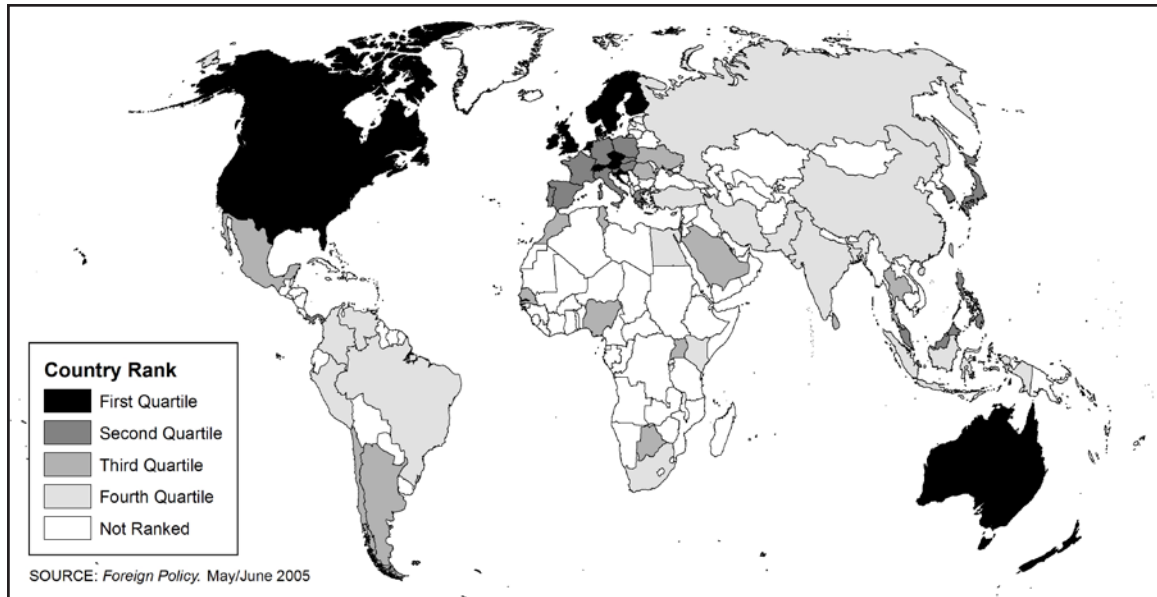 Country Rank
First Quartile
Second Quartile
Third Quartile
Fourth Quartile
Not Ranked
SOURCE: Foreign Policy. May/June 2005